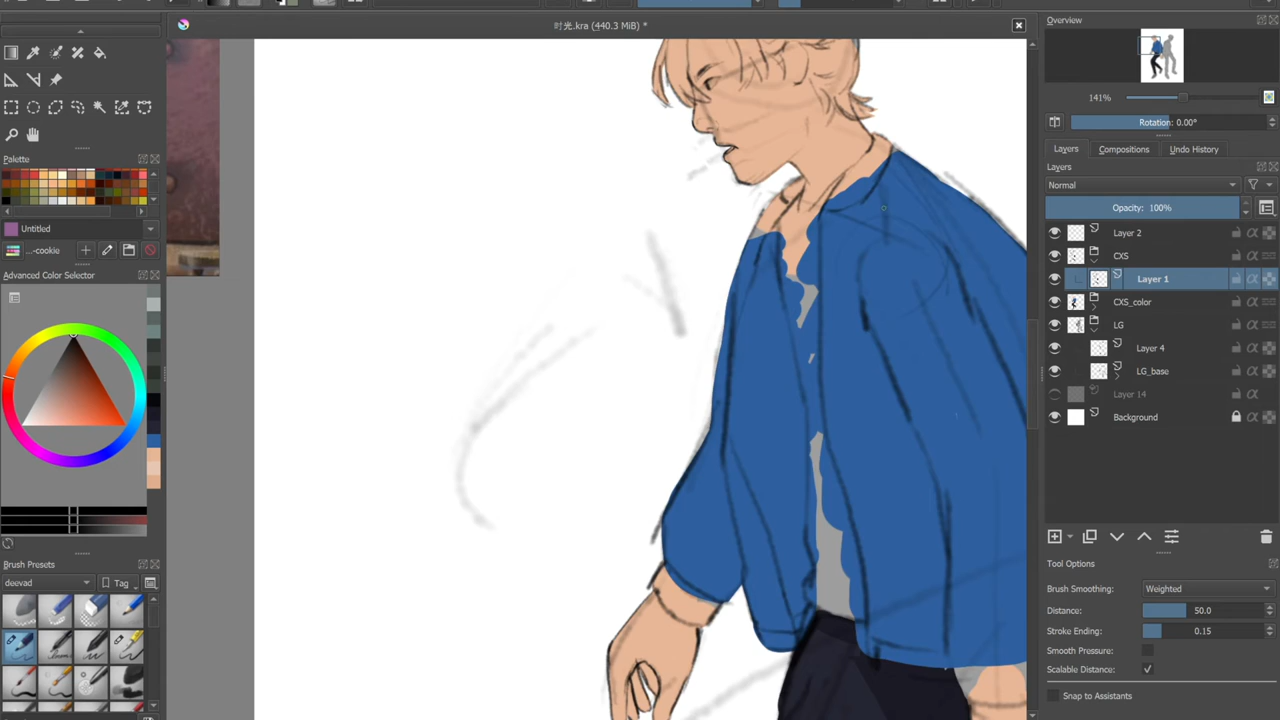 时光.kra (440.3 MiB) *
Overview
141%
Rotation: 0.00°
Layers
Compositions
Undo History
Layers
Normal
Opacity: 100%
Layer 2
CXS
Layer 1
CXS_color
LG
Layer 4
LG_base
Layer 14
Background
Tool Options
Brush Smoothing:
Weighted
Distance:
50.0
Stroke Ending:
0.15
Smooth Pressure:
Scalable Distance:
Snap to Assistants
Palette
Untitled
...-cookie
Advanced Color Selector
Brush Presets
deevad
Tag